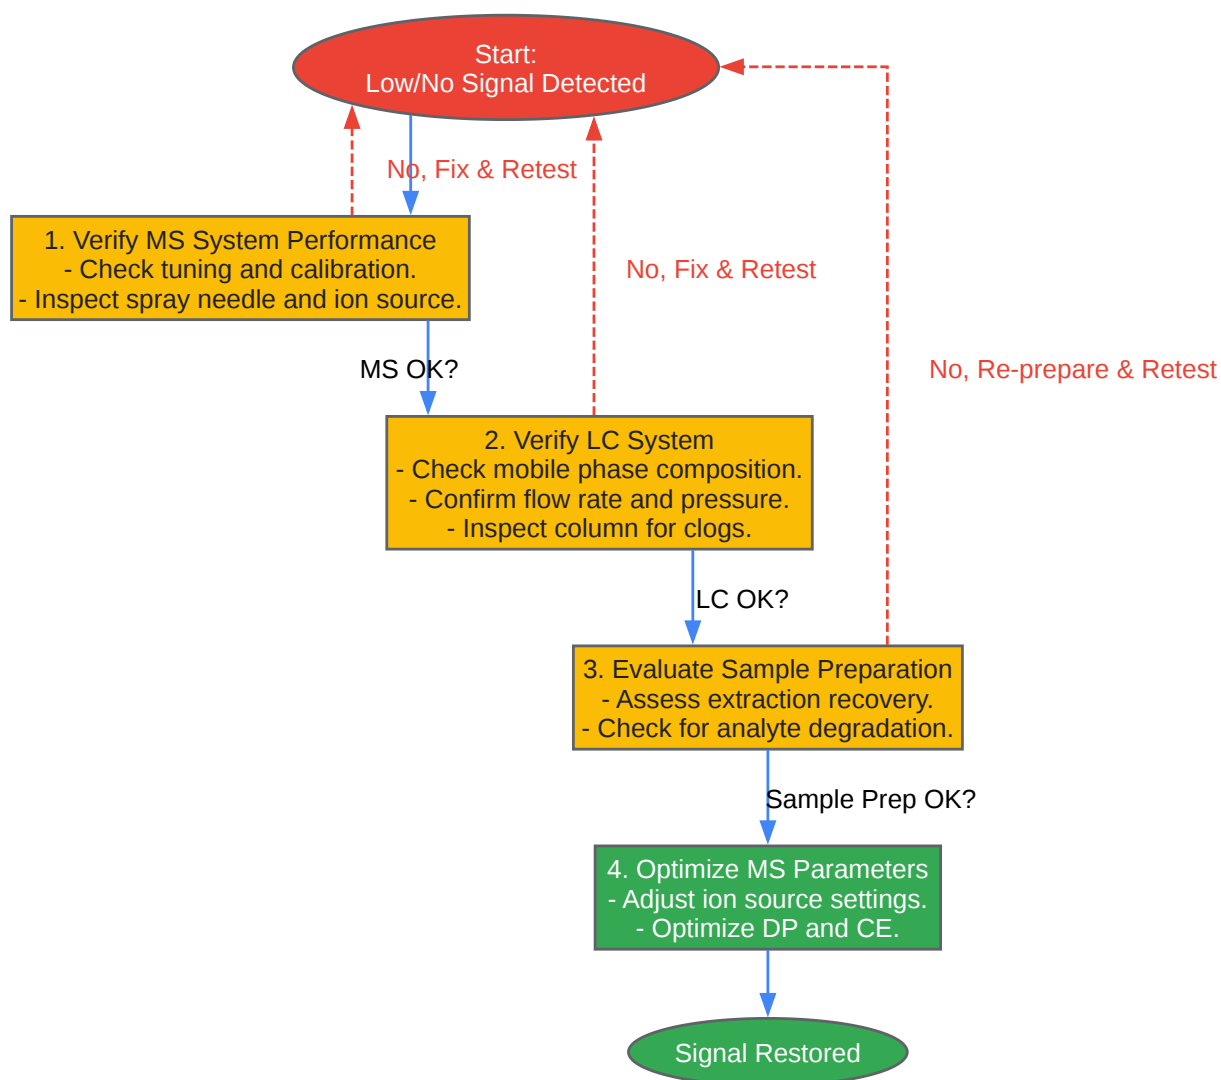 Start:
Low/No Signal Detected
No, Fix & Retest
1. Verify MS System Performance
- Check tuning and calibration.
- Inspect spray needle and ion source.
No, Fix & Retest
MS OK?
No, Re-prepare & Retest
2. Verify LC System
- Check mobile phase composition.
- Confirm flow rate and pressure.
- Inspect column for clogs.
LC OK?
3. Evaluate Sample Preparation
- Assess extraction recovery.
- Check for analyte degradation.
Sample Prep OK?
4. Optimize MS Parameters
- Adjust ion source settings.
- Optimize DP and CE.
Signal Restored